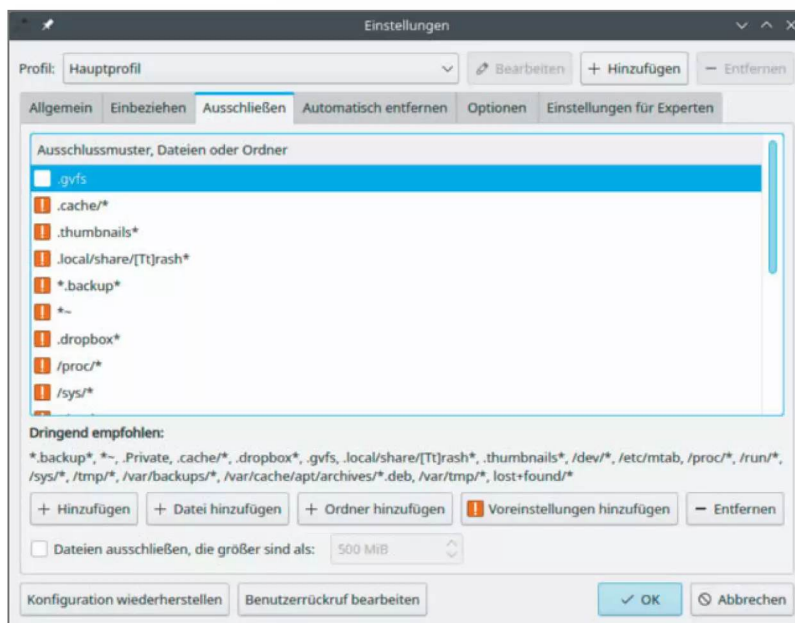 Einstellungen
Profil: Hauptprofil Bearbeiten + Hinzufügen − Entfernen
Allgemein Einbeziehen Ausschließen Automatisch entfernen Optionen Einstellungen für Experten
Ausschlussmuster, Dateien oder Ordner
.gvfs
.cache/*
.thumbnails*
.local/share/[Tt]rash*
*.backup*
*~
.dropbox*
/proc/*
/sys/*
Dringend empfohlen:
*.backup*, *~, .Private, .cache/*, .dropbox*, .gvfs, .local/share/[Tt]rash*, .thumbnails*, /dev/*, /etc/mtab, /proc/*, /run/*,
/sys/*, /tmp/*, /var/backups/*, /var/cache/apt/archives/*.deb, /var/tmp/*, lost+found/*
+ Hinzufügen + Datei hinzufügen + Ordner hinzufügen Voreinstellungen hinzufügen − Entfernen
Dateien ausschließen, die größer sind als: 500 MiB
Konfiguration wiederherstellen Benutzerrückruf bearbeiten OK Abbrechen